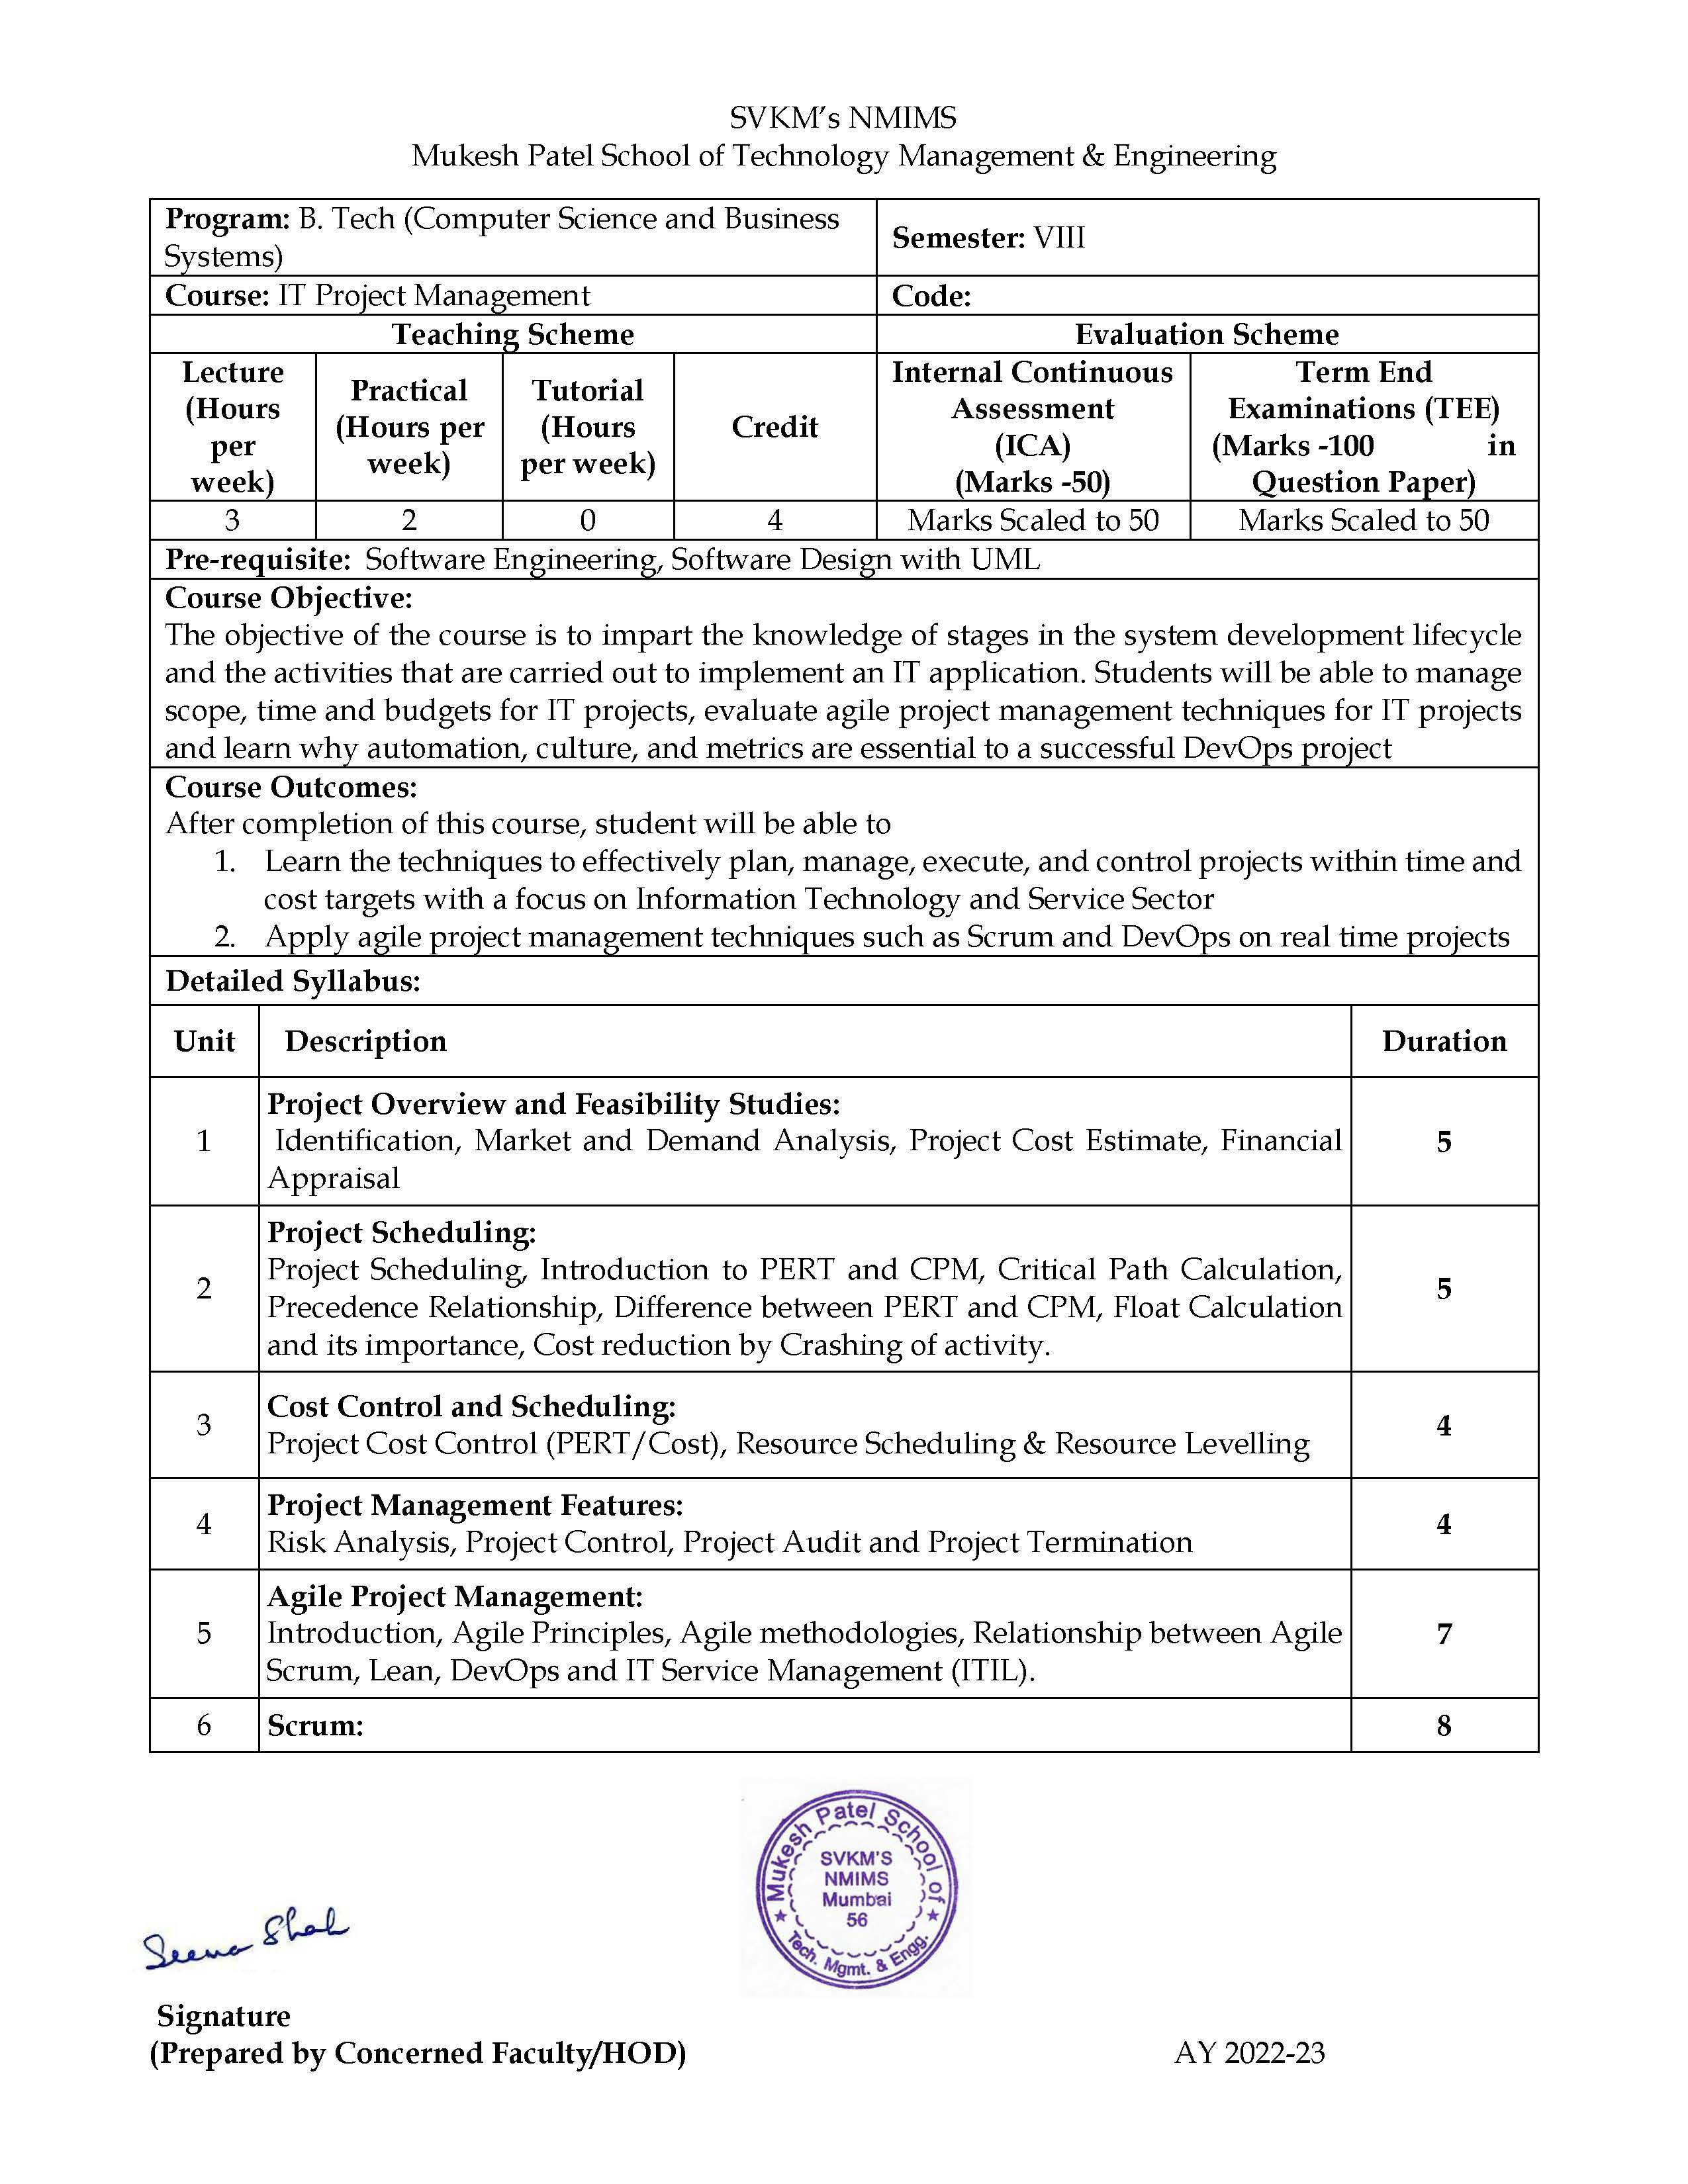 SVKM’s NMIMS
Mukesh Patel School of Technology Management & Engineering
Program: B. Tech (Computer Science and Business
Systems)
Semester: VIII
Course: IT Project Management
Code:
Teaching Scheme
Evaluation Scheme
Lecture
(Hours
per
week)
Practical
(Hours per
week)
Tutorial
(Hours
per week)
Credit
Internal Continuous
Assessment
(ICA)
(Marks -50)
Term End
Examinations (TEE)
(Marks -100 in
Question Paper)
3
2
0
4
Marks Scaled to 50
Marks Scaled to 50
Pre-requisite: Software Engineering, Software Design with UML
Course Objective:
The objective of the course is to impart the knowledge of stages in the system development lifecycle
and the activities that are carried out to implement an IT application. Students will be able to manage
scope, time and budgets for IT projects, evaluate agile project management techniques for IT projects
and learn why automation, culture, and metrics are essential to a successful DevOps project
Course Outcomes:
After completion of this course, student will be able to
1. Learn the techniques to effectively plan, manage, execute, and control projects within time and
cost targets with a focus on Information Technology and Service Sector
2. Apply agile project management techniques such as Scrum and DevOps on real time projects
Detailed Syllabus:
Unit
Description
Duration
1
Project Overview and Feasibility Studies:
Identification, Market and Demand Analysis, Project Cost Estimate, Financial
Appraisal
5
2
Project Scheduling:
Project Scheduling, Introduction to PERT and CPM, Critical Path Calculation,
Precedence Relationship, Difference between PERT and CPM, Float Calculation
and its importance, Cost reduction by Crashing of activity.
5
3
Cost Control and Scheduling:
Project Cost Control (PERT/Cost), Resource Scheduling & Resource Levelling
4
4
Project Management Features:
Risk Analysis, Project Control, Project Audit and Project Termination
4
5
Agile Project Management:
Introduction, Agile Principles, Agile methodologies, Relationship between Agile
Scrum, Lean, DevOps and IT Service Management (ITIL).
7
6
Scrum:
8
Mukesh Patel School of
Tech. Mgmt. & Engg.
SVKM'S
NMIMS
Mumbai
56
Seema Shah
Signature
(Prepared by Concerned Faculty/HOD)
AY 2022-23